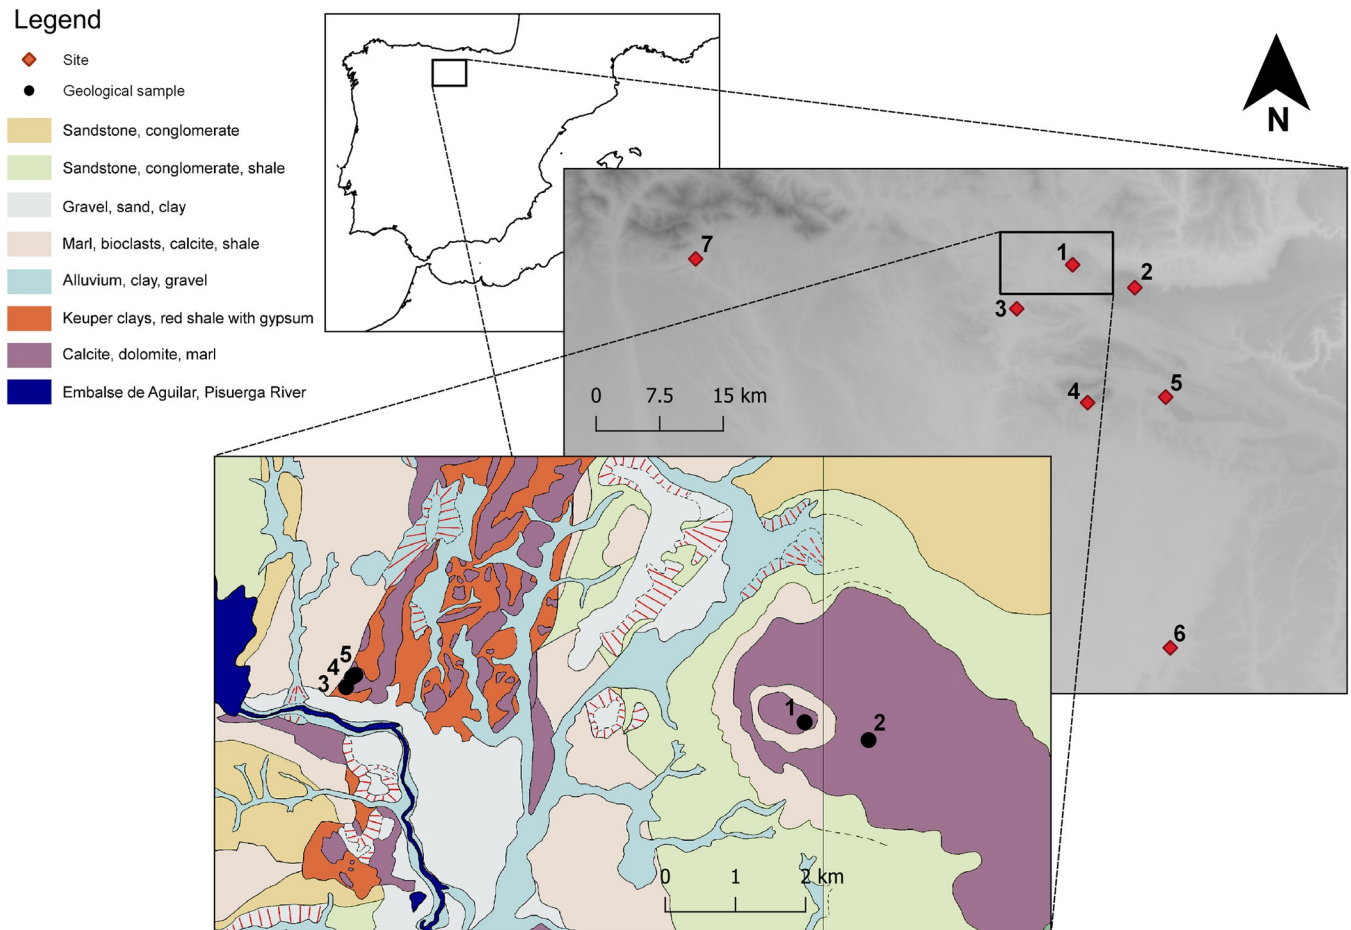 Legend
Site
Geological sample
Sandstone, conglomerate
Sandstone, conglomerate, shale
Gravel, sand, clay
Marl, bioclasts, calcite, shale
Alluvium, clay, gravel
Keuper clays, red shale with gypsum
Calcite, dolomite, marl
Embalse de Aguilar, Pisuerga River
N
7
1
2
3
4
5
6
0 7.5 15 km
5
4
3
1
2
0 1 2 km